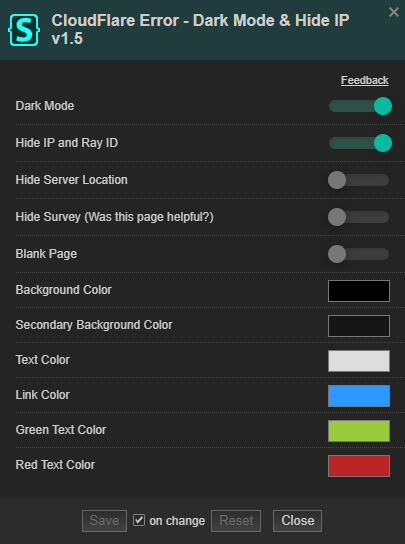 CloudFlare Error - Dark Mode & Hide IP
v1.5
Feedback
Dark Mode
Hide IP and Ray ID
Hide Server Location
Hide Survey (Was this page helpful?)
Blank Page
Background Color
Secondary Background Color
Text Color
Link Color
Green Text Color
Red Text Color
Save on change Reset Close